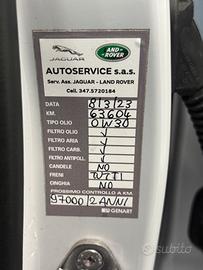 JAGUAR
LAND
ROVER
AUTOSERVICE s.a.s.
Serv. Ass. JAGUAR - LAND ROVER
Cell. 347.5720184
DATA 8/3/23
KM. 63604
TIPO OLIO 0W30
FILTRO OLIO ✓
FILTRO ARIA ✓
FILTRO CARB. ✓
FILTRO ANTIPOLL. ✓
CANDELE NO
FRENI
CINGHIA NO
PROSSIMO CONTROLLO A KM.
97000 2 ANNI
GENART
subito